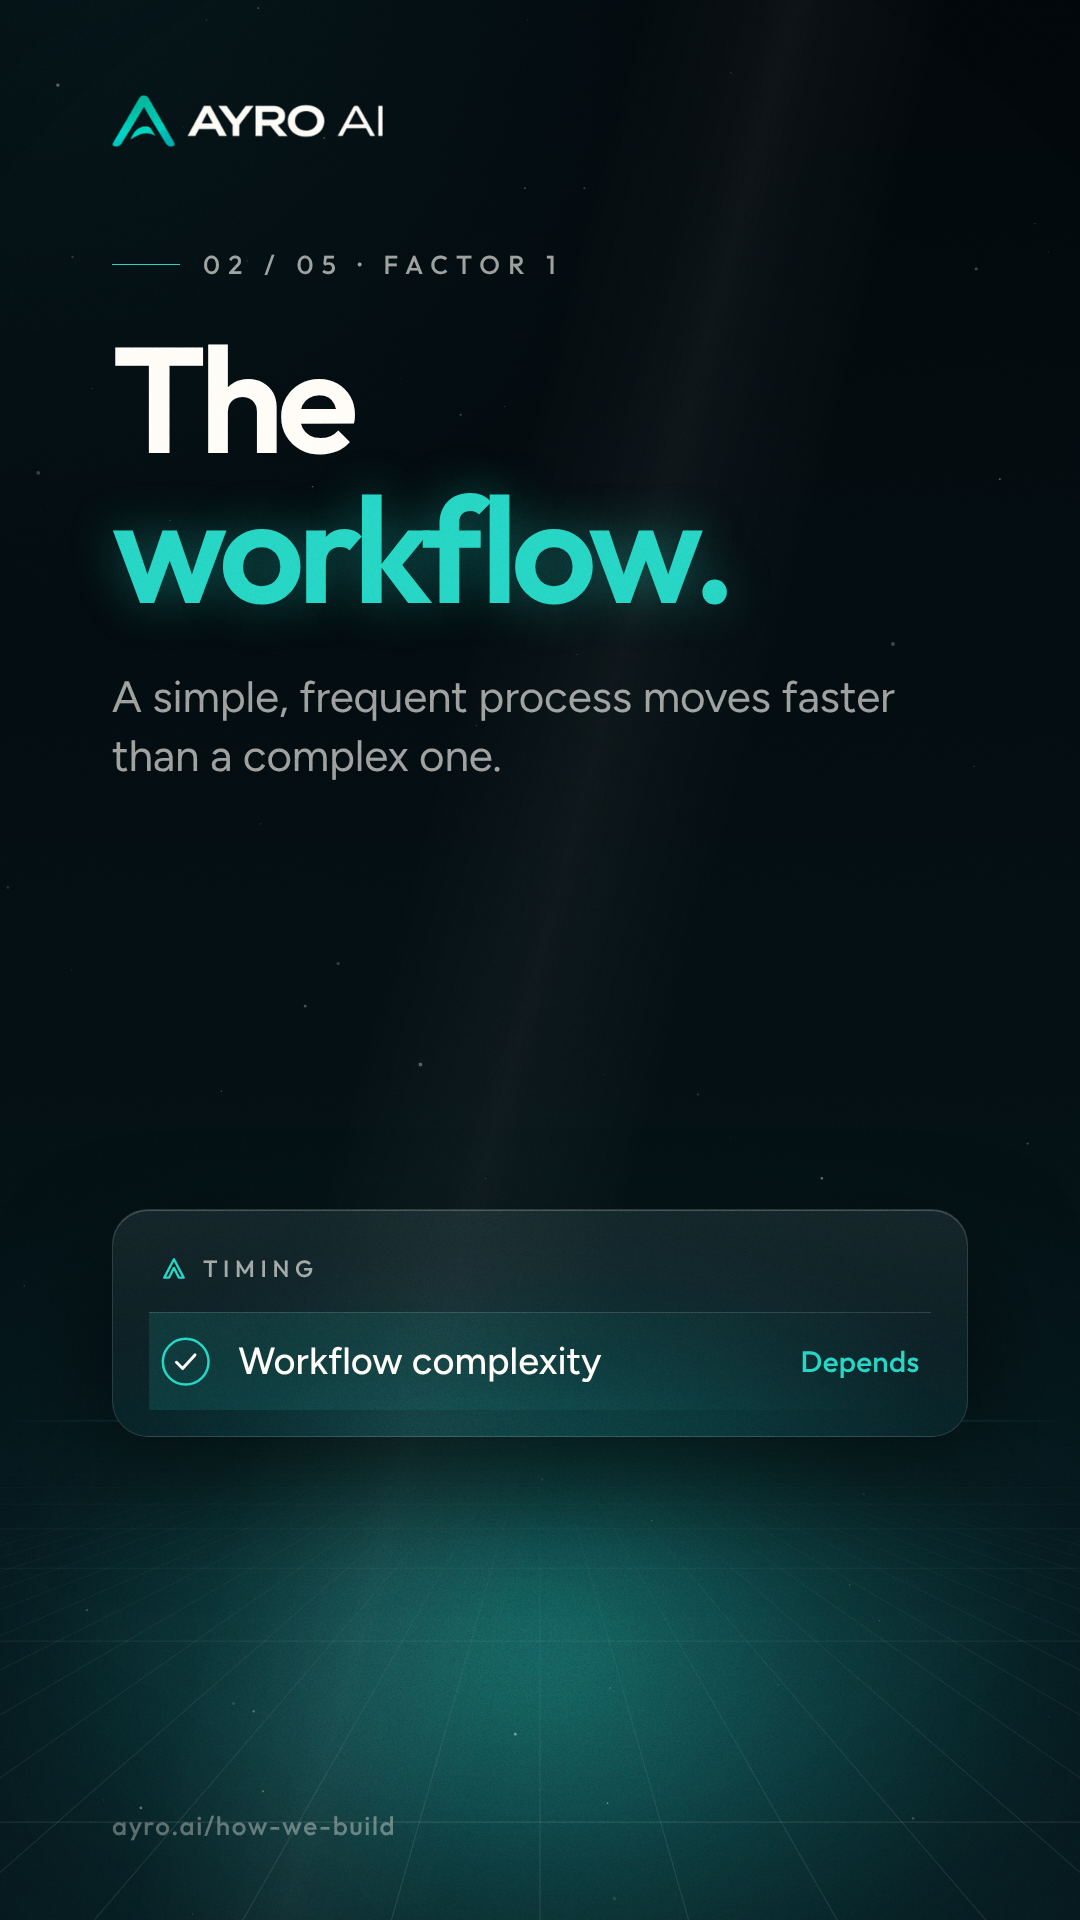 AYRO AI
02 / 05 · FACTOR 1
The
workflow.
A simple, frequent process moves faster
than a complex one.
TIMING
Workflow complexity
Depends
ayro.ai/how-we-build